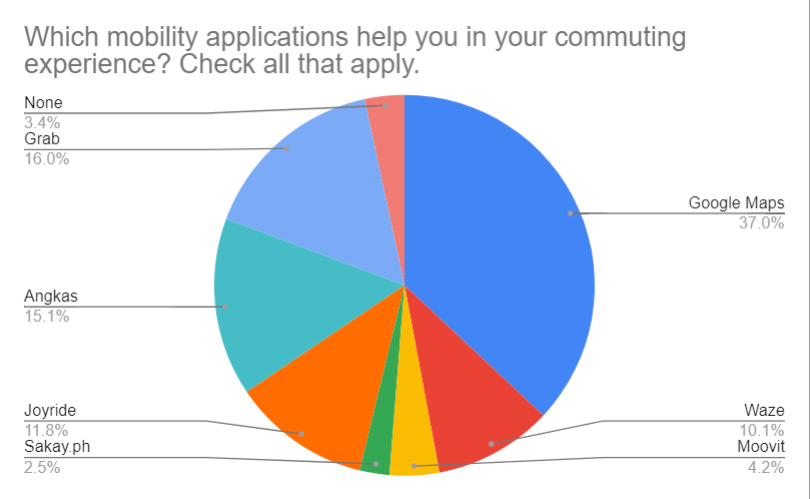 Which mobility applications help you in your commuting
experience? Check all that apply.
None
3.4%
Grab
16.0%
Google Maps
37.0%
Angkas
15.1%
Joyride
11.8%
Sakay.ph
2.5%
Waze
10.1%
Moovit
4.2%